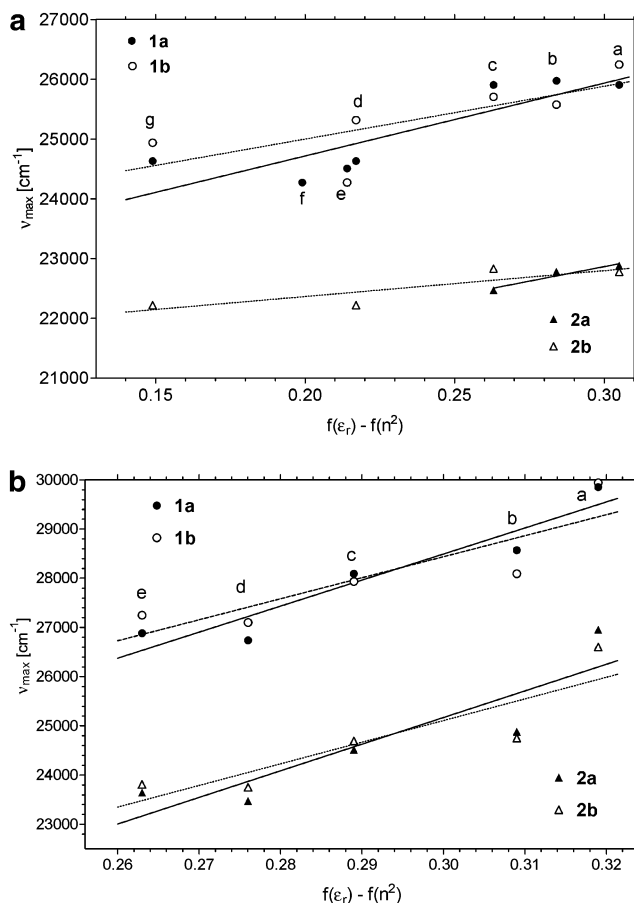 a
27000
26000
25000
24000
23000
22000
21000
ν_max [cm⁻¹]
● 1a
○ 1b
g
f
e
d
c
b
a
▲ 2a
△ 2b
0.15 0.20 0.25 0.30
f(ε_r) - f(n²)
b
30000
29000
28000
27000
26000
25000
24000
23000
ν_max [cm⁻¹]
● 1a
○ 1b
e
d
c
b
a
▲ 2a
△ 2b
0.26 0.27 0.28 0.29 0.30 0.31 0.32
f(ε_r) - f(n²)